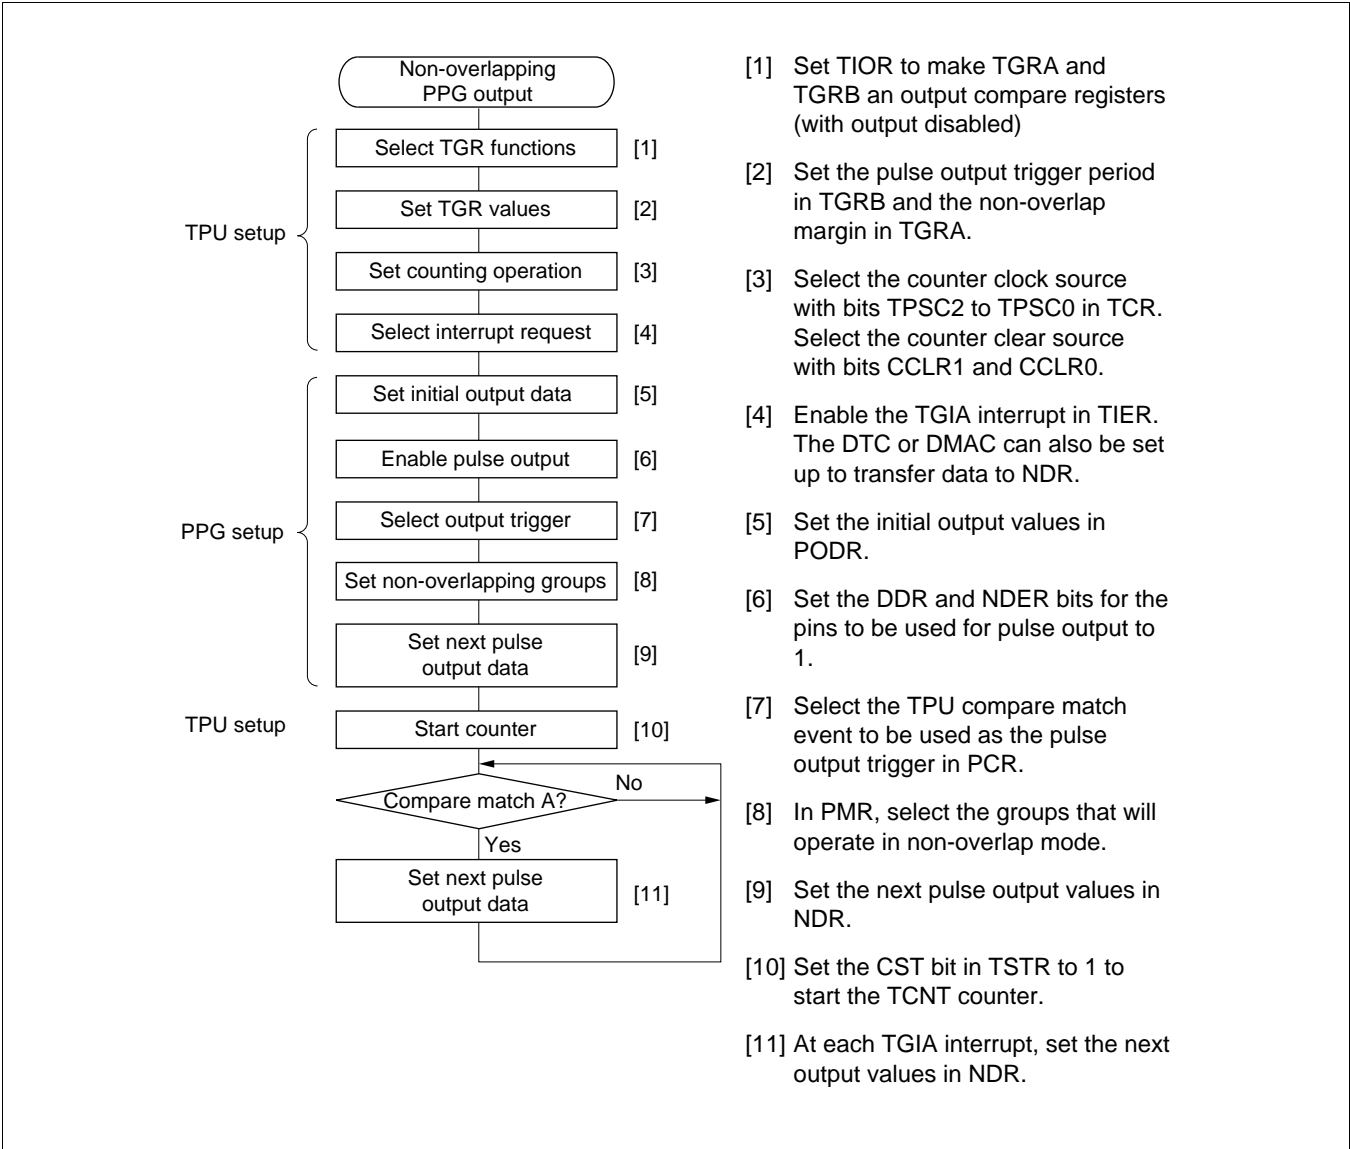 Non-overlapping
PPG output
Select TGR functions
[1]
Set TGR values
[2]
TPU setup
Set counting operation
[3]
Select interrupt request
[4]
Set initial output data
[5]
Enable pulse output
[6]
Select output trigger
[7]
PPG setup
Set non-overlapping groups
[8]
Set next pulse
output data
[9]
TPU setup
Start counter
[10]
Compare match A?
No
Yes
Set next pulse
output data
[11]
[1] Set TIOR to make TGRA and
TGRB an output compare registers
(with output disabled)
[2] Set the pulse output trigger period
in TGRB and the non-overlap
margin in TGRA.
[3] Select the counter clock source
with bits TPSC2 to TPSC0 in TCR.
Select the counter clear source
with bits CCLR1 and CCLR0.
[4] Enable the TGIA interrupt in TIER.
The DTC or DMAC can also be set
up to transfer data to NDR.
[5] Set the initial output values in
PODR.
[6] Set the DDR and NDER bits for the
pins to be used for pulse output to
1.
[7] Select the TPU compare match
event to be used as the pulse
output trigger in PCR.
[8] In PMR, select the groups that will
operate in non-overlap mode.
[9] Set the next pulse output values in
NDR.
[10] Set the CST bit in TSTR to 1 to
start the TCNT counter.
[11] At each TGIA interrupt, set the next
output values in NDR.